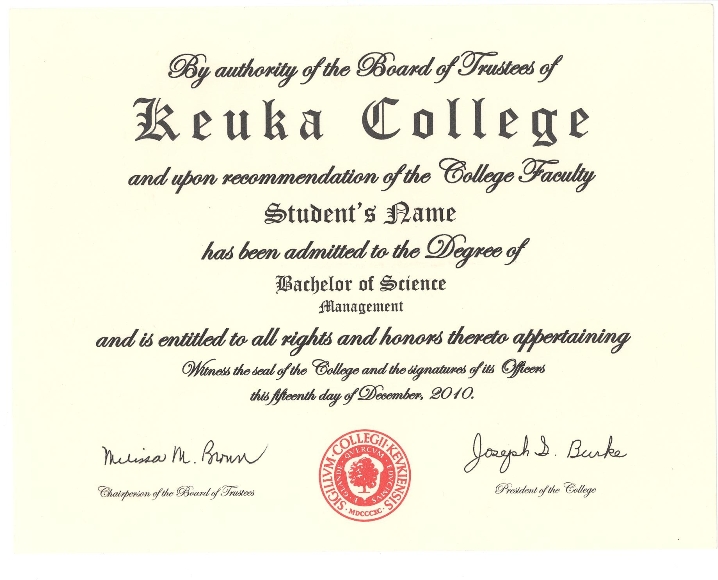 By authority of the Board of Trustees of
Keuka College
and upon recommendation of the College Faculty
Student's Name
has been admitted to the Degree of
Bachelor of Science
Management
and is entitled to all rights and honors thereto appertaining
Witness the seal of the College and the signatures of its Officers
this fifteenth day of December, 2010.
Melissa M. Brown
Joseph G. Burke
Chairperson of the Board of Trustees
President of the College
SIGILLVM·COLLEGII·KEVKIENSIS
E GLANDE QUERCVM
MDCCCXC